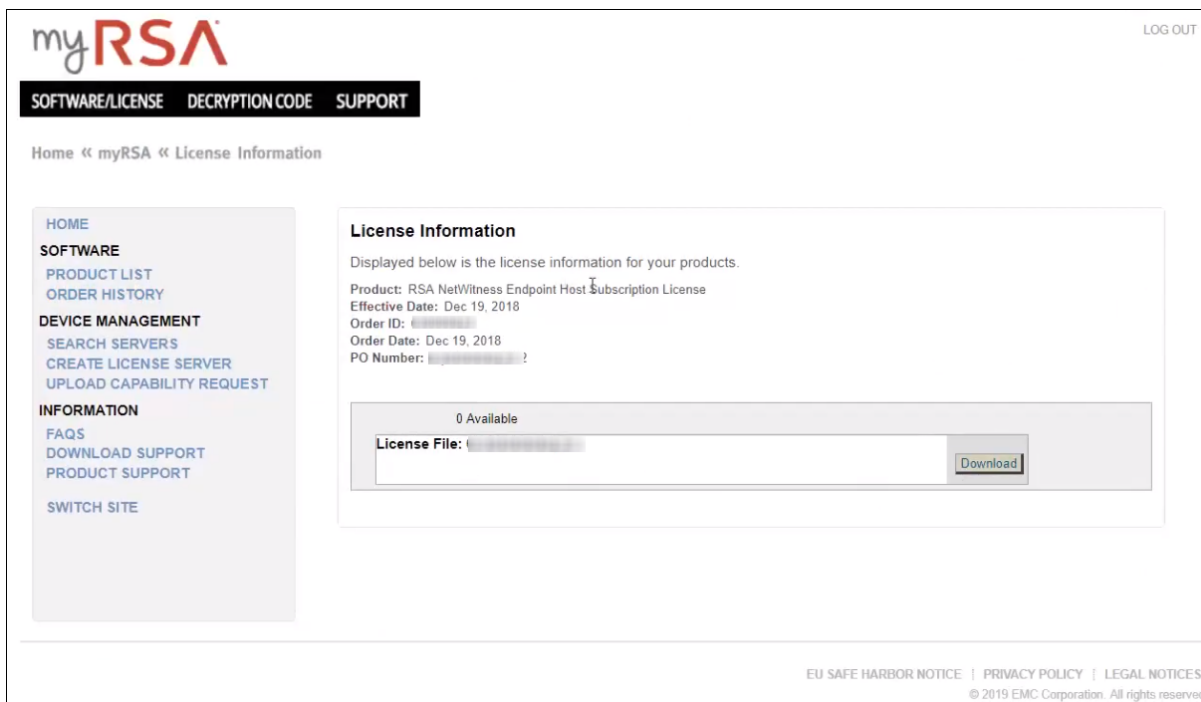 myRSA
LOG OUT
SOFTWARE/LICENSE DECRYPTION CODE SUPPORT
Home « myRSA « License Information
HOME
SOFTWARE
PRODUCT LIST
ORDER HISTORY
DEVICE MANAGEMENT
SEARCH SERVERS
CREATE LICENSE SERVER
UPLOAD CAPABILITY REQUEST
INFORMATION
FAQS
DOWNLOAD SUPPORT
PRODUCT SUPPORT
SWITCH SITE
License Information
Displayed below is the license information for your products.
Product: RSA NetWitness Endpoint Host Subscription License
Effective Date: Dec 19, 2018
Order ID:
Order Date: Dec 19, 2018
PO Number:
0 Available
License File:
Download
EU SAFE HARBOR NOTICE | PRIVACY POLICY | LEGAL NOTICES
© 2019 EMC Corporation. All rights reserved